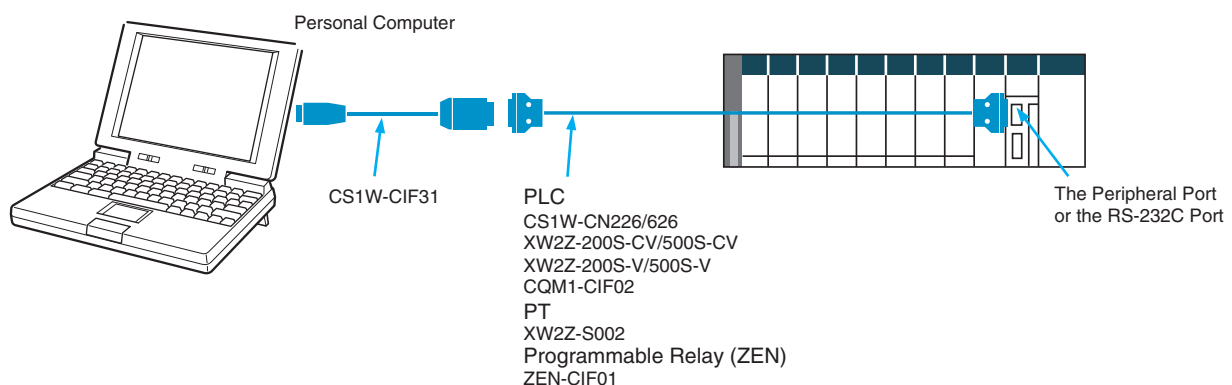 Personal Computer
CS1W-CIF31
PLC
CS1W-CN226/626
XW2Z-200S-CV/500S-CV
XW2Z-200S-V/500S-V
CQM1-CIF02
PT
XW2Z-S002
Programmable Relay (ZEN)
ZEN-CIF01
The Peripheral Port
or the RS-232C Port